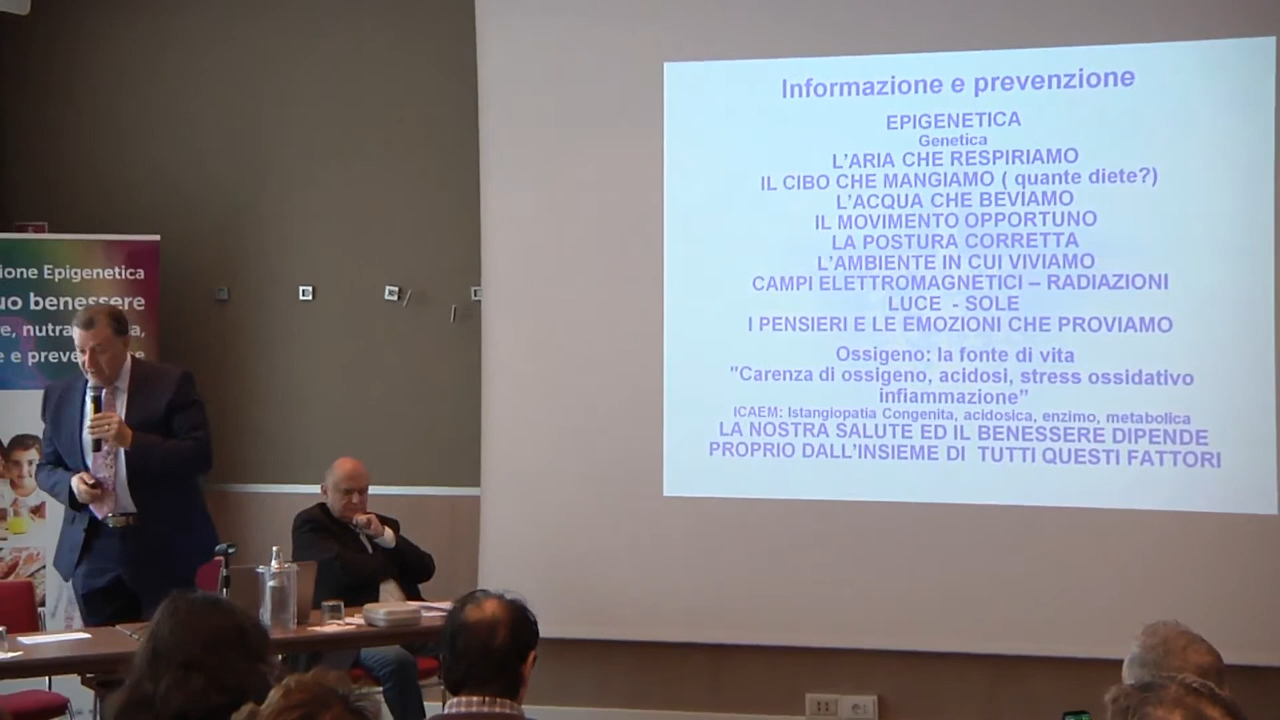 Informazione e prevenzione
EPIGENETICA
Genetica
L'ARIA CHE RESPIRIAMO
IL CIBO CHE MANGIAMO ( quante diete?)
L'ACQUA CHE BEVIAMO
IL MOVIMENTO OPPORTUNO
LA POSTURA CORRETTA
L'AMBIENTE IN CUI VIVIAMO
CAMPI ELETTROMAGNETICI – RADIAZIONI
LUCE - SOLE
I PENSIERI E LE EMOZIONI CHE PROVIAMO
Ossigeno: la fonte di vita
"Carenza di ossigeno, acidosi, stress ossidativo
infiammazione”
ICAEM: Istangiopatia Congenita, acidosica, enzimo, metabolica
LA NOSTRA SALUTE ED IL BENESSERE DIPENDE
PROPRIO DALL'INSIEME DI TUTTI QUESTI FATTORI
ione Epigenetica
uo benessere
e, nutra
e e preve